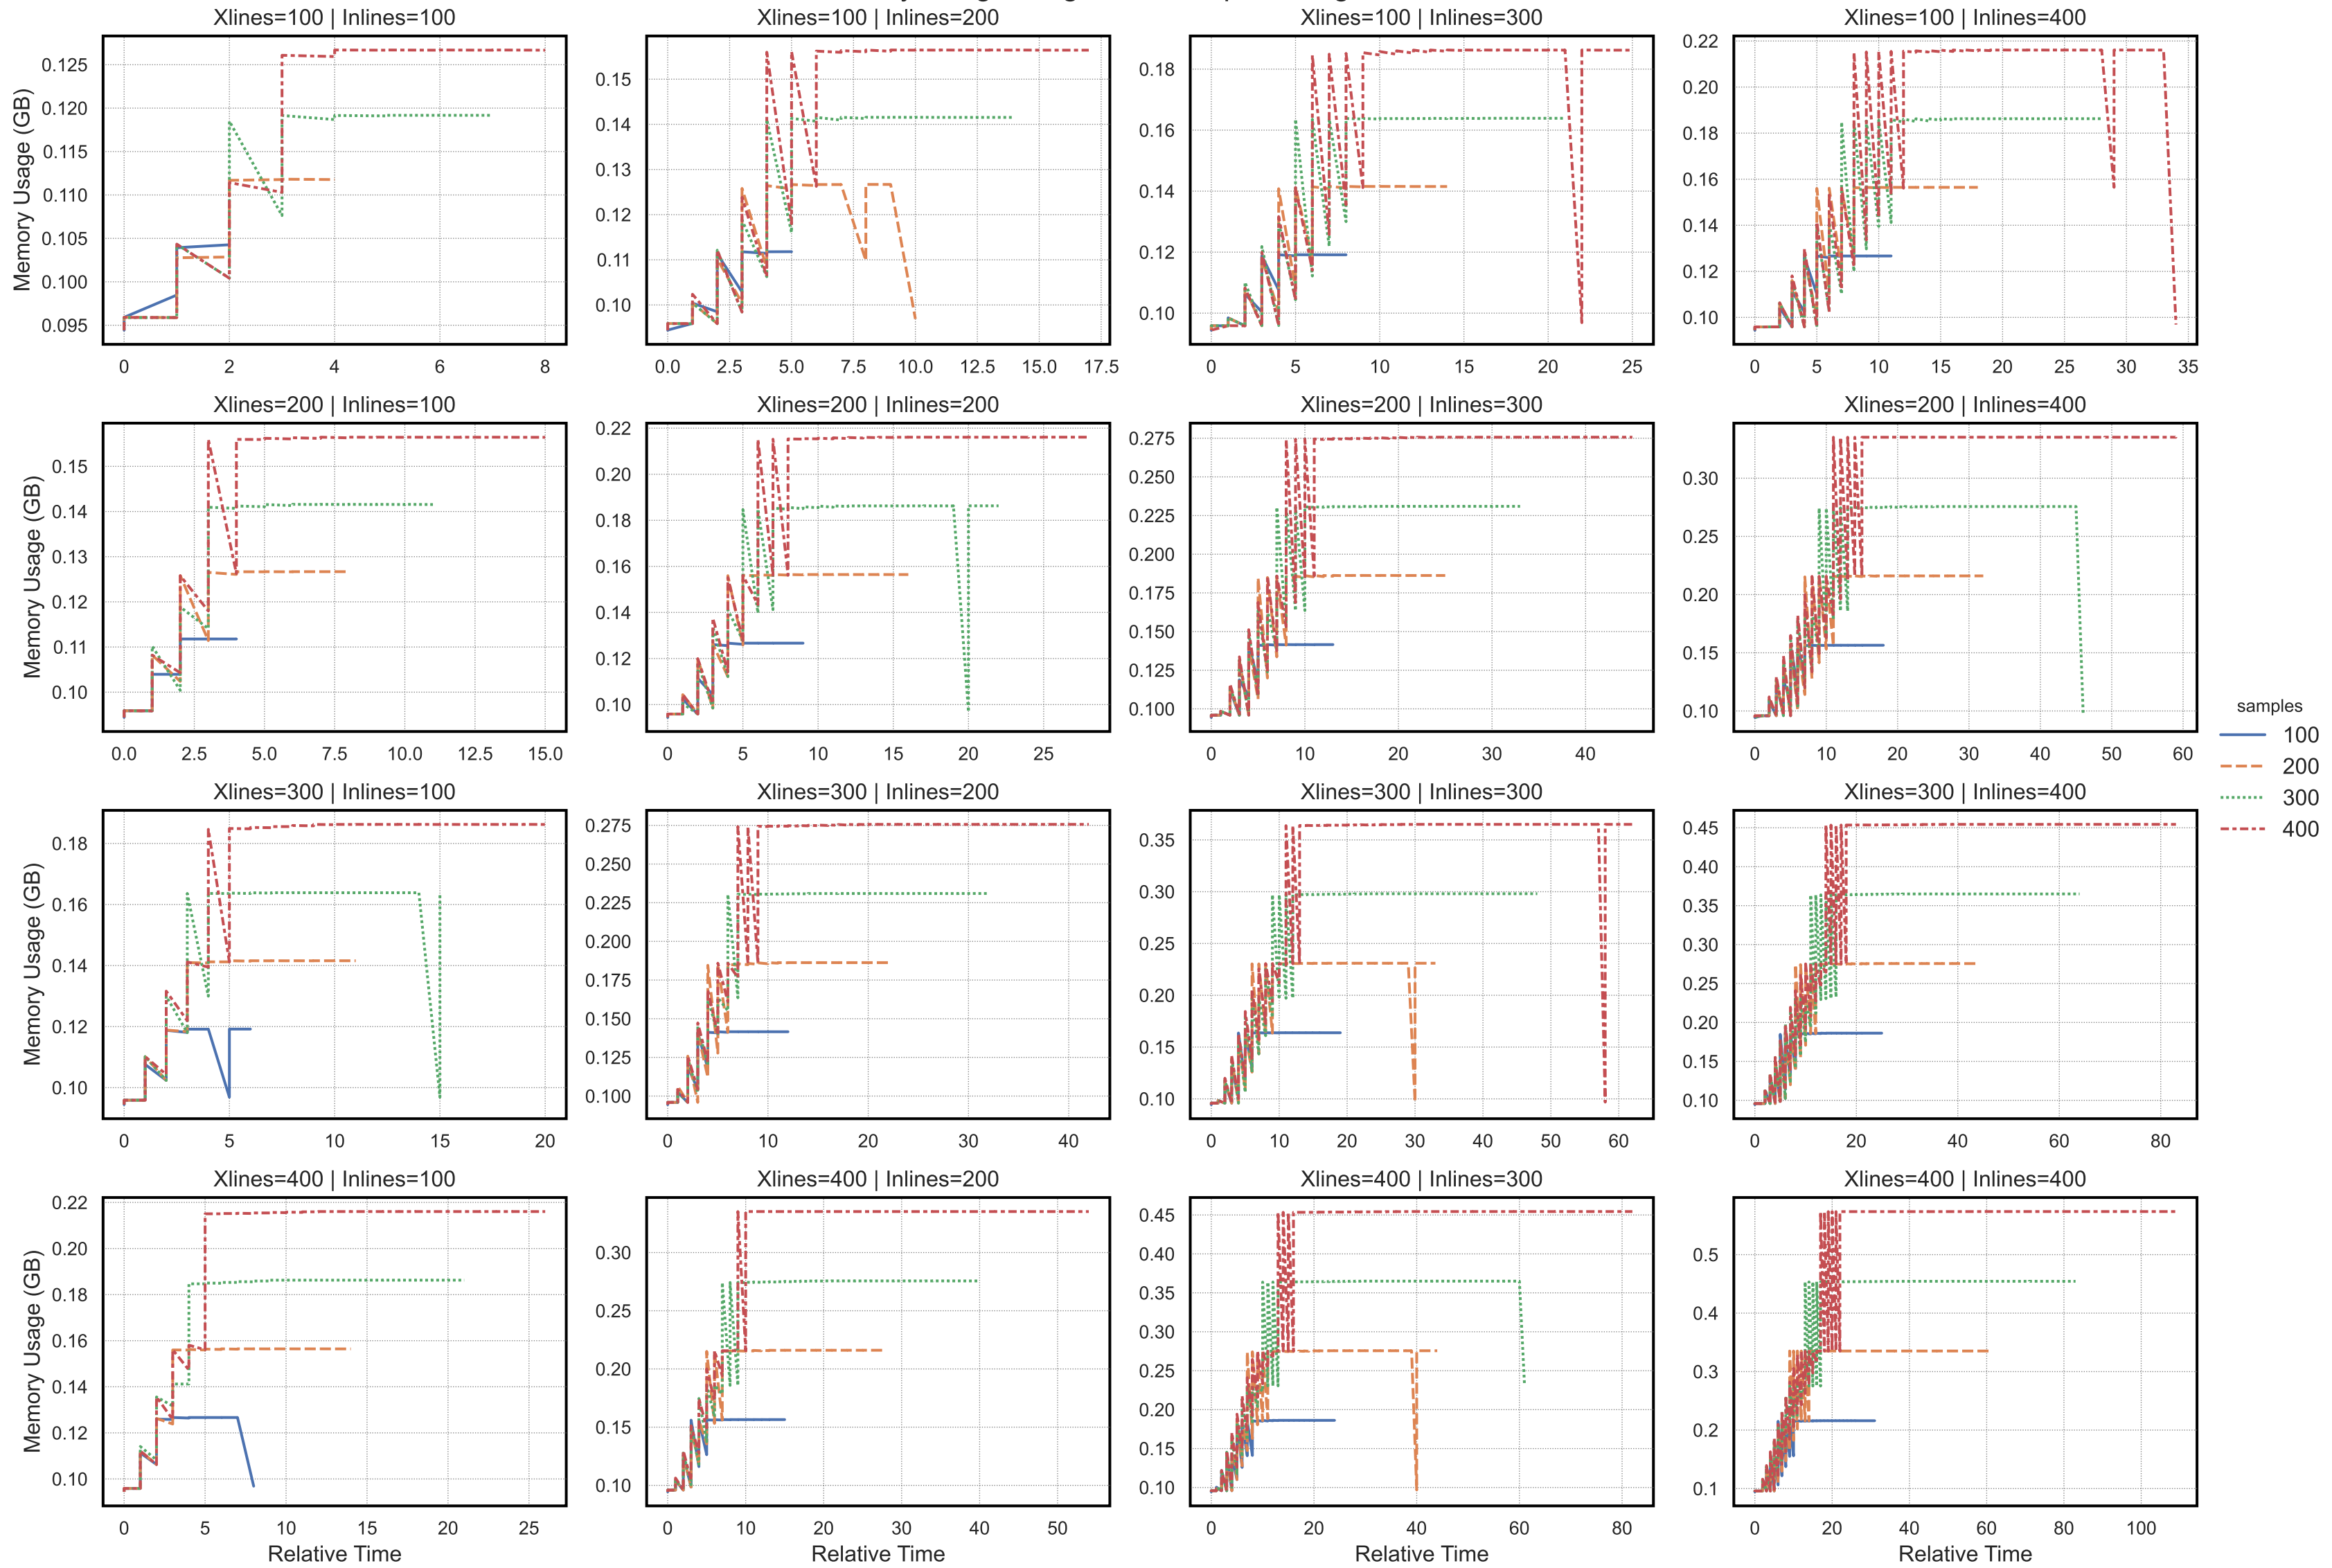 Xlines=100 | Inlines=100
Xlines=100 | Inlines=200
Xlines=100 | Inlines=300
Xlines=100 | Inlines=400
Memory Usage (GB)
0.125
0.120
0.115
0.110
0.105
0.100
0.095
0 2 4 6 8
0.15
0.14
0.13
0.12
0.11
0.10
0.0 2.5 5.0 7.5 10.0 12.5 15.0 17.5
0.18
0.16
0.14
0.12
0.10
0 5 10 15 20 25
0.22
0.20
0.18
0.16
0.14
0.12
0.10
0 5 10 15 20 25 30 35
Xlines=200 | Inlines=100
Xlines=200 | Inlines=200
Xlines=200 | Inlines=300
Xlines=200 | Inlines=400
Memory Usage (GB)
0.15
0.14
0.13
0.12
0.11
0.10
0.0 2.5 5.0 7.5 10.0 12.5 15.0
0.22
0.20
0.18
0.16
0.14
0.12
0.10
0 5 10 15 20 25
0.275
0.250
0.225
0.200
0.175
0.150
0.125
0.100
0 10 20 30 40
0.30
0.25
0.20
0.15
0.10
0 10 20 30 40 50 60
samples
100
200
300
400
Xlines=300 | Inlines=100
Xlines=300 | Inlines=200
Xlines=300 | Inlines=300
Xlines=300 | Inlines=400
Memory Usage (GB)
0.18
0.16
0.14
0.12
0.10
0 5 10 15 20
0.275
0.250
0.225
0.200
0.175
0.150
0.125
0.100
0 10 20 30 40
0.35
0.30
0.25
0.20
0.15
0.10
0 10 20 30 40 50 60
0.45
0.40
0.35
0.30
0.25
0.20
0.15
0.10
0 20 40 60 80
Xlines=400 | Inlines=100
Xlines=400 | Inlines=200
Xlines=400 | Inlines=300
Xlines=400 | Inlines=400
Memory Usage (GB)
0.22
0.20
0.18
0.16
0.14
0.12
0.10
0 5 10 15 20 25
Relative Time
0.30
0.25
0.20
0.15
0.10
0 10 20 30 40 50
Relative Time
0.45
0.40
0.35
0.30
0.25
0.20
0.15
0.10
0 20 40 60 80
Relative Time
0.5
0.4
0.3
0.2
0.1
0 20 40 60 80 100
Relative Time